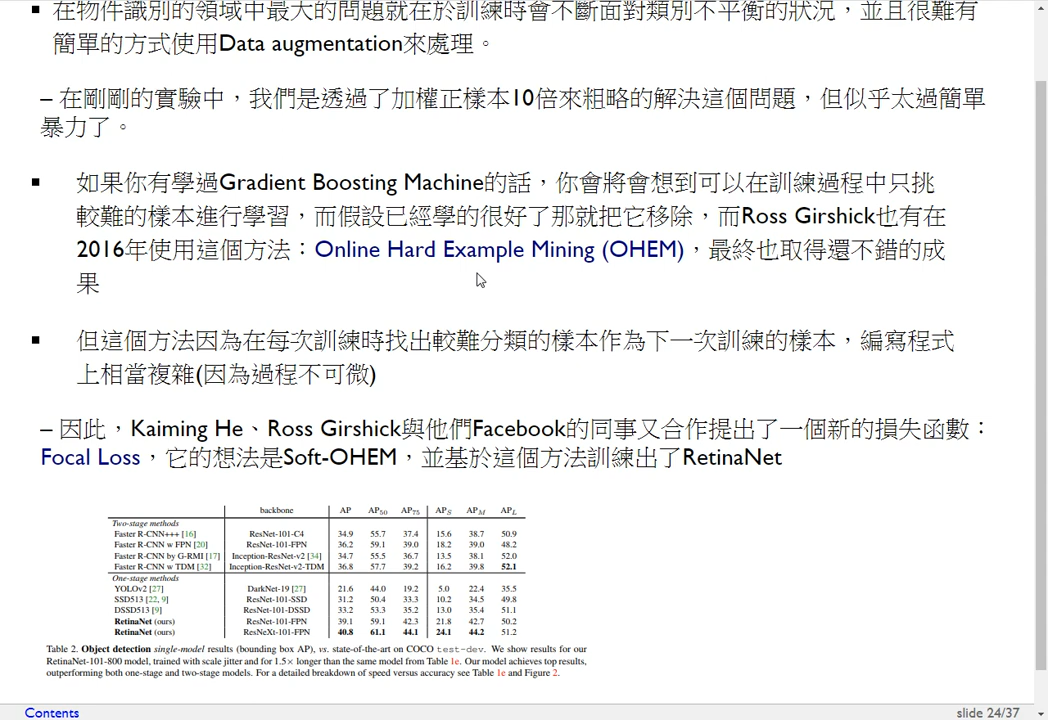 在物件識別的領域中最大的問題就在於訓練時會不斷面對類別不平衡的狀況，並且很難有
簡單的方式使用Data augmentation來處理。
– 在剛剛的實驗中，我們是透過了加權正樣本10倍來粗略的解決這個問題，但似乎太過簡單
暴力了。
如果你有學過Gradient Boosting Machine的話，你會將會想到可以在訓練過程中只挑
較難的樣本進行學習，而假設已經學的很好了那就把它移除，而Ross Girshick也有在
2016年使用這個方法：Online Hard Example Mining (OHEM)，最終也取得還不錯的成
果
但這個方法因為在每次訓練時找出較難分類的樣本作為下一次訓練的樣本，編寫程式
上相當複雜(因為過程不可微)
– 因此，Kaiming He、Ross Girshick與他們Facebook的同事又合作提出了一個新的損失函數：
Focal Loss，它的想法是Soft-OHEM，並基於這個方法訓練出了RetinaNet
backbone AP AP50 AP75 APS APM APL
Two-stage methods
Faster R-CNN+++ [16] ResNet-101-C4 34.9 55.7 37.4 15.6 38.7 50.9
Faster R-CNN w FPN [20] ResNet-101-FPN 36.2 59.1 39.0 18.2 39.0 48.2
Faster R-CNN by G-RMI [17] Inception-ResNet-v2 [34] 34.7 55.5 36.7 13.5 38.1 52.0
Faster R-CNN w TDM [32] Inception-ResNet-v2-TDM 36.8 57.7 39.2 16.2 39.8 52.1
One-stage methods
YOLOv2 [27] DarkNet-19 [27] 21.6 44.0 19.2 5.0 22.4 35.5
SSD513 [22, 9] ResNet-101-SSD 31.2 50.4 33.3 10.2 34.5 49.8
DSSD513 [9] ResNet-101-DSSD 33.2 53.3 35.2 13.0 35.4 51.1
RetinaNet (ours) ResNet-101-FPN 39.1 59.1 42.3 21.8 42.7 50.2
RetinaNet (ours) ResNeXt-101-FPN 40.8 61.1 44.1 24.1 44.2 51.2
Table 2. Object detection single-model results (bounding box AP), vs. state-of-the-art on COCO test-dev. We show results for our
RetinaNet-101-800 model, trained with scale jitter and for 1.5× longer than the same model from Table 1e. Our model achieves top results,
outperforming both one-stage and two-stage models. For a detailed breakdown of speed versus accuracy see Table 1e and Figure 2.
Contents
slide 24/37